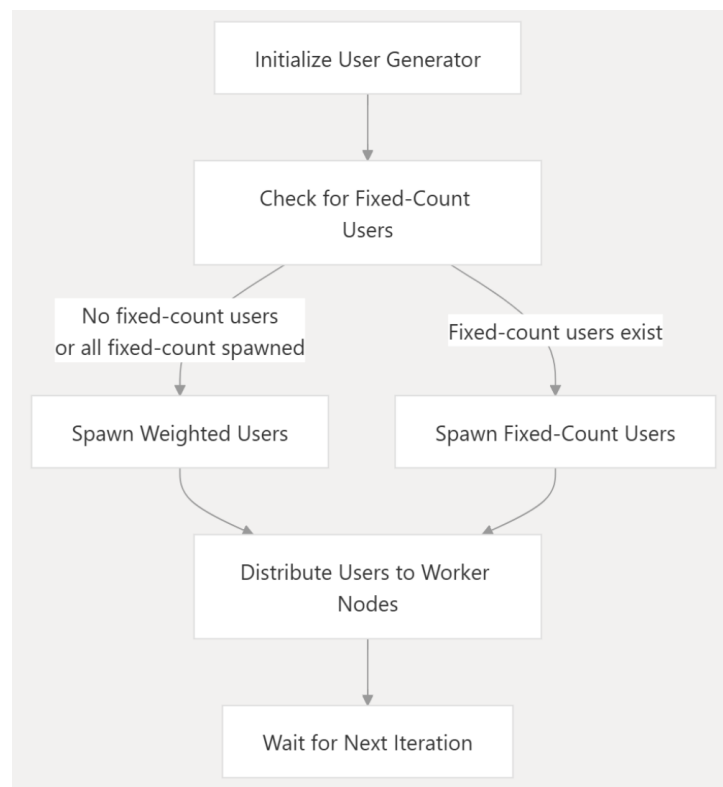 Initialize User Generator
Check for Fixed-Count
Users
No fixed-count users
or all fixed-count spawned
Fixed-count users exist
Spawn Weighted Users
Spawn Fixed-Count Users
Distribute Users to Worker
Nodes
Wait for Next Iteration